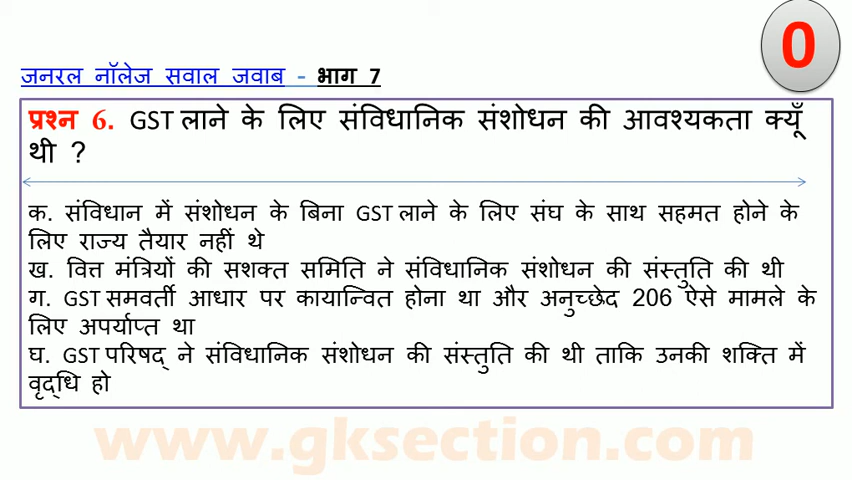 0
जनरल नॉलेज सवाल जवाब - भाग 7
प्रश्न 6. GST लाने के लिए संविधानिक संशोधन की आवश्यकता क्यूँ
थी ?
क. संविधान में संशोधन के बिना GST लाने के लिए संघ के साथ सहमत होने के
लिए राज्य तैयार नहीं थे
ख. वित्त मंत्रियों की सशक्त समिति ने संविधानिक संशोधन की संस्तुति की थी
ग. GST समवर्ती आधार पर कार्यान्वित होना था और अनुच्छेद 206 ऐसे मामले के
लिए अपर्याप्त था
घ. GST परिषद् ने संविधानिक संशोधन की संस्तुति की थी ताकि उनकी शक्ति में
वृद्धि हो
www.gksection.com